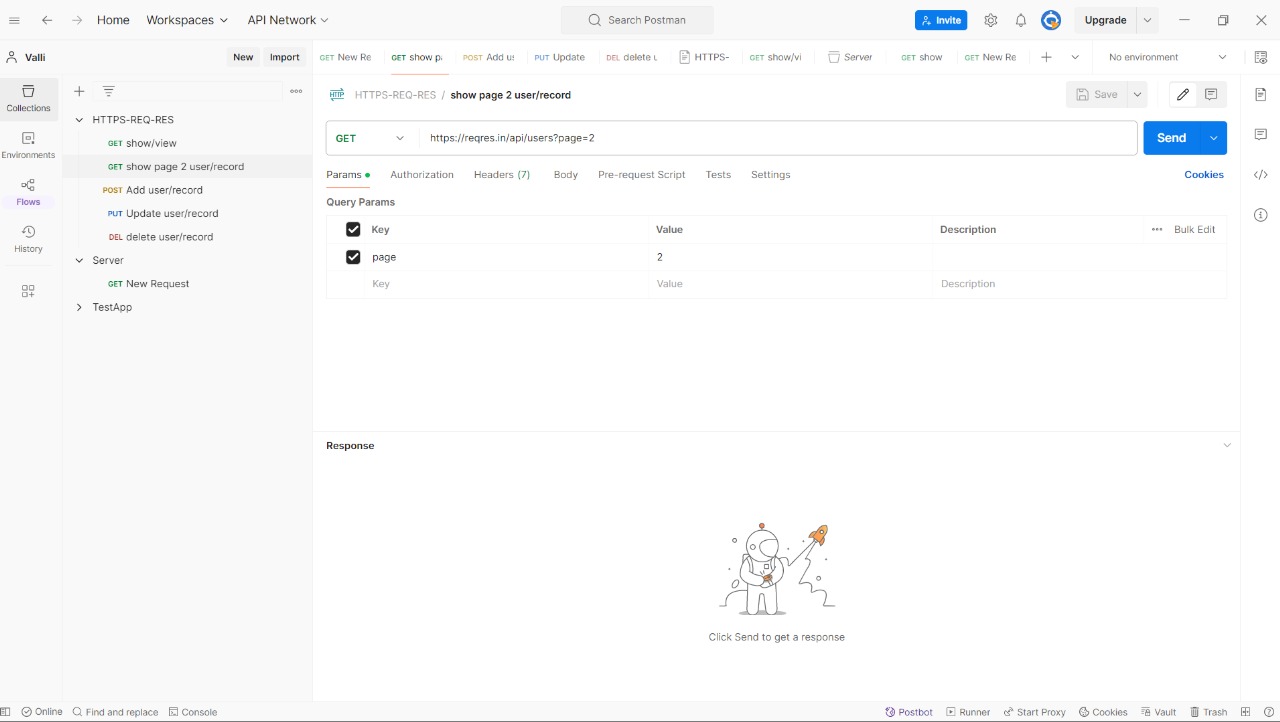 Home Workspaces API Network Search Postman Invite Upgrade
Valli New Import GET New Re GET show p. POST Add us PUT Update DEL delete u HTTPS- GET show/vi Server GET show GET New Re No environment
Collections
Environments
Flows
History
HTTPS-REQ-RES
GET show/view
GET show page 2 user/record
POST Add user/record
PUT Update user/record
DEL delete user/record
Server
GET New Request
TestApp
HTTP HTTPS-REQ-RES / show page 2 user/record Save
GET https://reqres.in/api/users?page=2 Send
Params Authorization Headers (7) Body Pre-request Script Tests Settings Cookies
Query Params
Key Value Description Bulk Edit
page 2
Key Value Description
Response
Click Send to get a response
Online Find and replace Console Postbot Runner Start Proxy Cookies Vault Trash